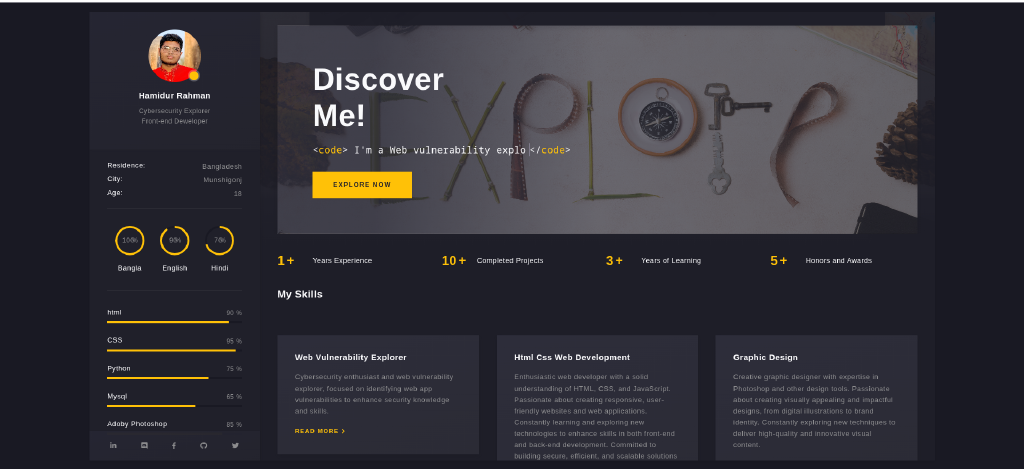 Hamidur Rahman
Cybersecurity Explorer
Front-end Deweloper
Residence: Bangladesh
City: Munshigonj
Age: 18
100% 90% 70%
Bangla English Hindi
html 90 %
CSS 95 %
Python 75 %
Mysql 65 %
Adoby Photoshop 85 %
EXPLORE
Discover
Me!
<code> I'm a Web vulnerability explo </code>
EXPLORE NOW
1+ Years Experience
10+ Completed Projects
3+ Years of Learning
5+ Honors and Awards
My Skills
Web Vulnerability Explorer
Cybersecurity enthusiast and web vulnerability
explorer, focused on identifying web app
vulnerabilities to enhance security knowledge
and skills.
READ MORE >
Html Css Web Development
Enthusiastic web developer with a solid
understanding of HTML, CSS, and JavaScript.
Passionate about creating responsive, user-
friendly websites and web applications.
Constantly learning and exploring new
technologies to enhance skills in both front-end
and back-end development. Committed to
building secure, efficient, and scalable solutions
Graphic Design
Creative graphic designer with expertise in
Photoshop and other design tools. Passionate
about creating visually appealing and impactful
designs, from digital illustrations to brand
identity. Constantly exploring new techniques to
deliver high-quality and innovative visual
content.